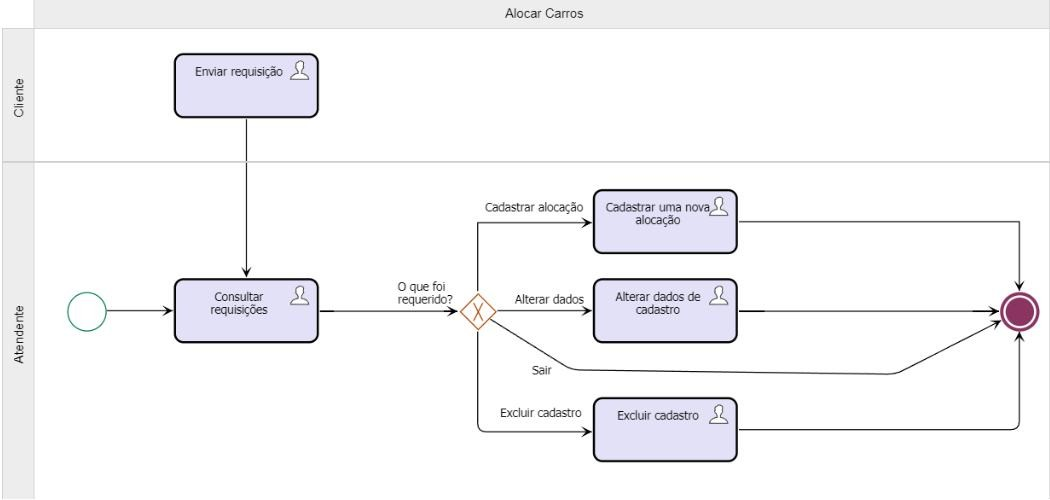 Alocar Carros
Cliente
Enviar requisição
Atendente
Consultar
requisições
O que foi
requerido?
Cadastrar alocação
Cadastrar uma nova
alocação
Alterar dados
Alterar dados de
cadastro
Sair
Excluir cadastro
Excluir cadastro